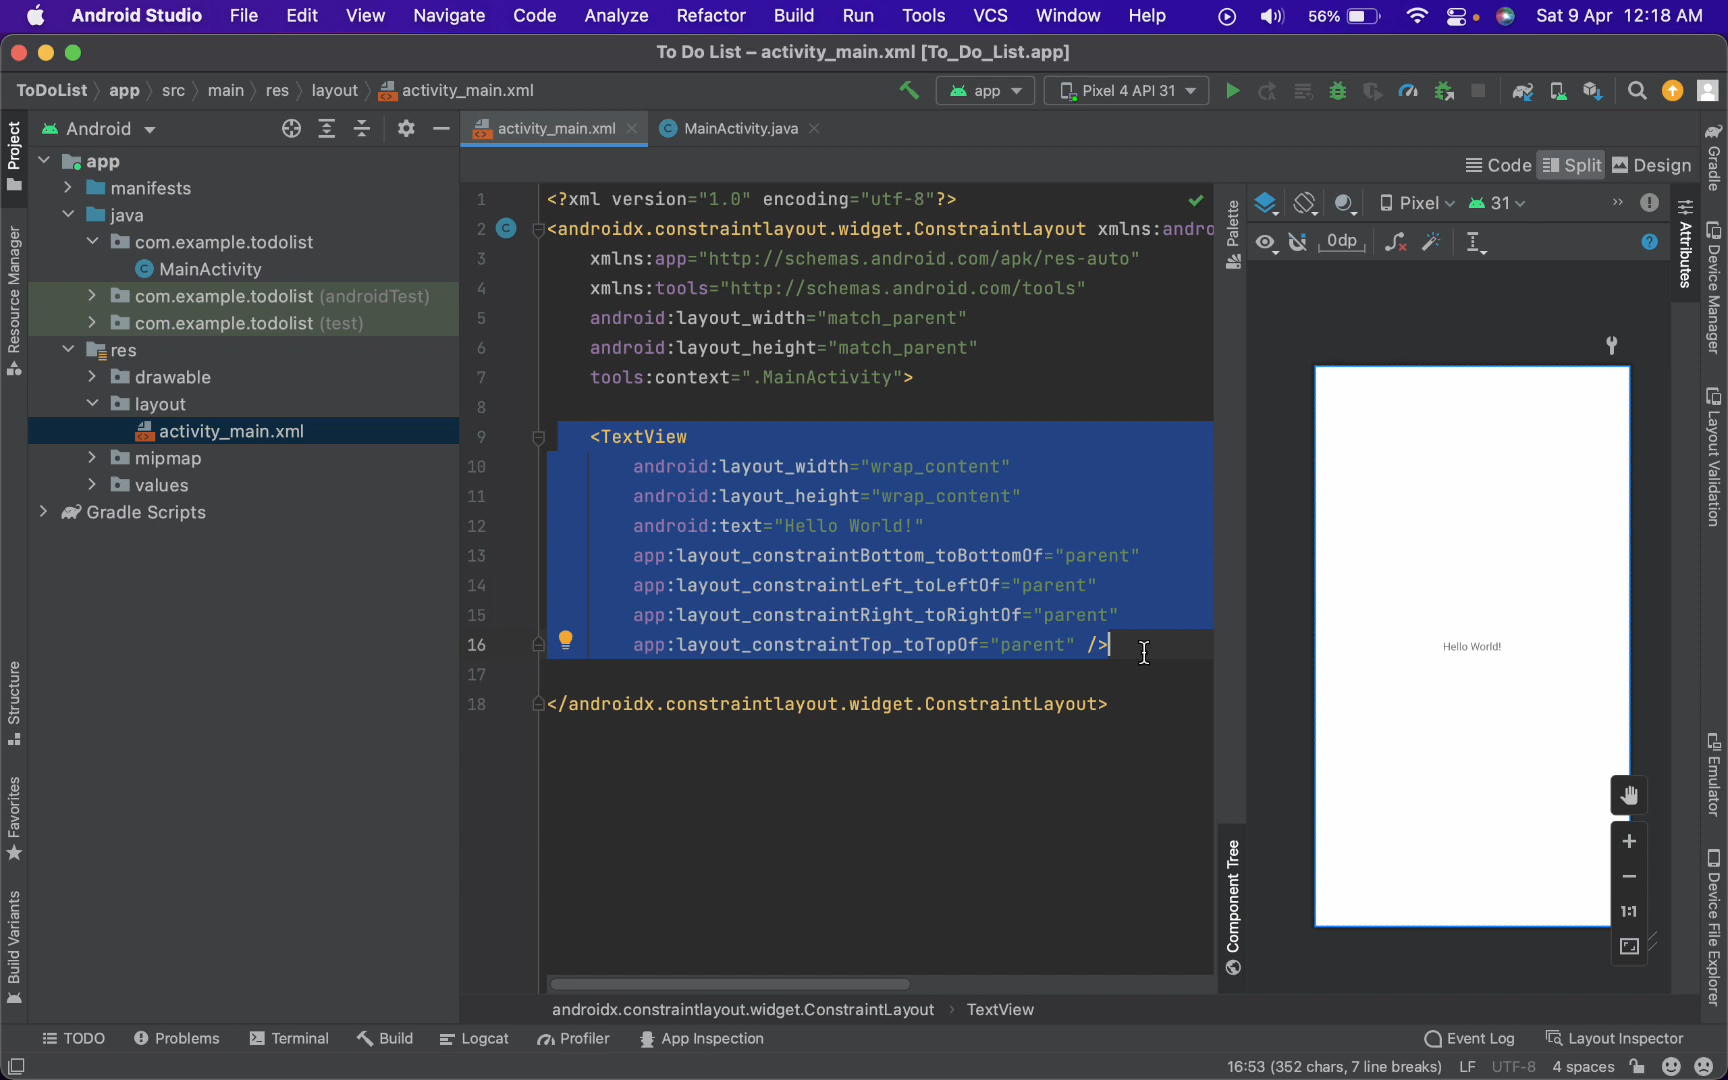 Android Studio File Edit View Navigate Code Analyze Refactor Build Run Tools VCS Window Help 56% Sat 9 Apr 12:18 AM
To Do List – activity_main.xml [To_Do_List.app]
ToDoList app src main res layout activity_main.xml app Pixel 4 API 31
Android
activity_main.xml MainActivity.java
Code Split Design
app
manifests
java
com.example.todolist
MainActivity
com.example.todolist (androidTest)
com.example.todolist (test)
res
drawable
layout
activity_main.xml
mipmap
values
Gradle Scripts
1 <?xml version="1.0" encoding="utf-8"?>
2 <androidx.constraintlayout.widget.ConstraintLayout xmlns:andro
3 xmlns:app="http://schemas.android.com/apk/res-auto"
4 xmlns:tools="http://schemas.android.com/tools"
5 android:layout_width="match_parent"
6 android:layout_height="match_parent"
7 tools:context=".MainActivity">
8
9 <TextView
10 android:layout_width="wrap_content"
11 android:layout_height="wrap_content"
12 android:text="Hello World!"
13 app:layout_constraintBottom_toBottomOf="parent"
14 app:layout_constraintLeft_toLeftOf="parent"
15 app:layout_constraintRight_toRightOf="parent"
16 app:layout_constraintTop_toTopOf="parent" />
17
18 </androidx.constraintlayout.widget.ConstraintLayout>
Pixel 31
0dp
Hello World!
1:1
Project
Resource Manager
Structure
Favorites
Build Variants
Palette
Component Tree
Attributes
Gradle
Device Manager
Layout Validation
Emulator
Device File Explorer
androidx.constraintlayout.widget.ConstraintLayout TextView
TODO Problems Terminal Build Logcat Profiler App Inspection Event Log Layout Inspector
16:53 (352 chars, 7 line breaks) LF UTF-8 4 spaces